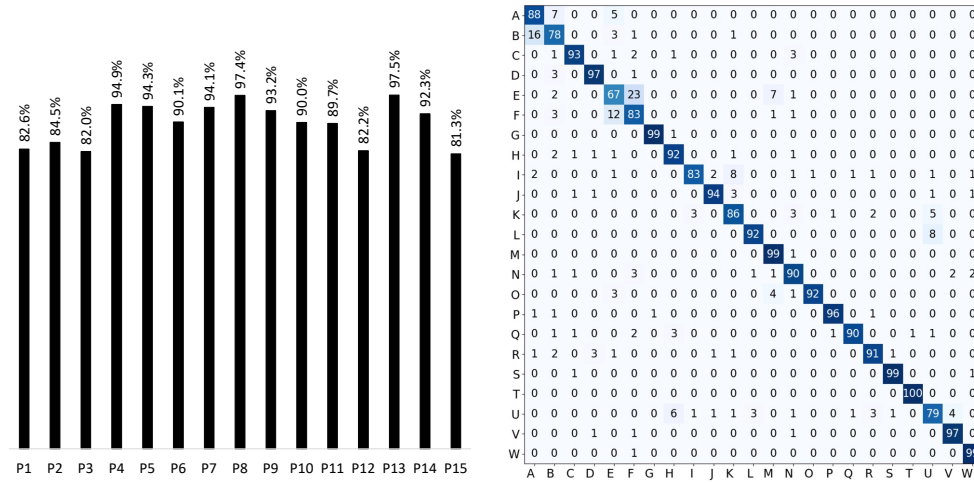 82.6%
84.5%
82.0%
94.9%
94.3%
90.1%
94.1%
97.4%
93.2%
90.0%
89.7%
82.2%
97.5%
92.3%
81.3%
P1 P2 P3 P4 P5 P6 P7 P8 P9 P10 P11 P12 P13 P14 P15
A 88 7 0 0 5 0 0 0 0 0 0 0 0 0 0 0 0 0 0 0 0 0 0
B 16 78 0 0 3 1 0 0 0 0 1 0 0 0 0 0 0 0 0 0 0 0 0
C 0 1 93 0 1 2 0 1 0 0 0 0 0 3 0 0 0 0 0 0 0 0 0
D 0 3 0 97 0 1 0 0 0 0 0 0 0 0 0 0 0 0 0 0 0 0 0
E 0 2 0 0 67 23 0 0 0 0 0 0 7 1 0 0 0 0 0 0 0 0 0
F 0 3 0 0 12 83 0 0 0 0 0 0 1 1 0 0 0 0 0 0 0 0 0
G 0 0 0 0 0 0 99 1 0 0 0 0 0 0 0 0 0 0 0 0 0 0 0
H 0 2 1 1 1 0 0 92 0 0 1 0 0 1 0 0 0 0 0 0 0 0 0
I 2 0 0 0 1 0 0 0 83 2 8 0 0 1 1 0 1 1 0 0 1 0 1
J 0 0 1 1 0 0 0 0 0 94 3 0 0 0 0 0 0 0 0 0 1 0 0
K 0 0 0 0 0 0 0 0 3 0 86 0 0 3 0 1 0 2 0 0 5 0 0
L 0 0 0 0 0 0 0 0 0 0 0 92 0 0 0 0 0 0 0 0 8 0 0
M 0 0 0 0 0 0 0 0 0 0 0 0 99 1 0 0 0 0 0 0 0 0 0
N 0 1 1 0 0 3 0 0 0 0 0 1 1 90 0 0 0 0 0 0 0 2 2
O 0 0 0 0 3 0 0 0 0 0 0 0 4 1 92 0 0 0 0 0 0 0 0
P 1 1 0 0 0 0 1 0 0 0 0 0 0 0 0 96 0 1 0 0 0 0 0
Q 0 1 1 0 0 2 0 3 0 0 0 0 0 0 0 1 90 0 0 1 1 0 0
R 1 2 0 3 1 0 0 0 0 1 1 0 0 0 0 0 0 91 1 0 0 0 0
S 0 0 1 0 0 0 0 0 0 0 0 0 0 0 0 0 0 0 99 0 0 0 1
T 0 0 0 0 0 0 0 0 0 0 0 0 0 0 0 0 0 0 0 100 0 0 0
U 0 0 0 0 0 0 0 6 1 1 1 3 0 1 0 0 1 3 1 0 79 4 0
V 0 0 0 1 0 1 0 0 0 0 0 0 0 1 0 0 0 0 0 0 0 97 0
W 0 0 0 0 0 1 0 0 0 0 0 0 0 0 0 0 0 0 0 0 0 0 99
A B C D E F G H I J K L M N O P Q R S T U V W